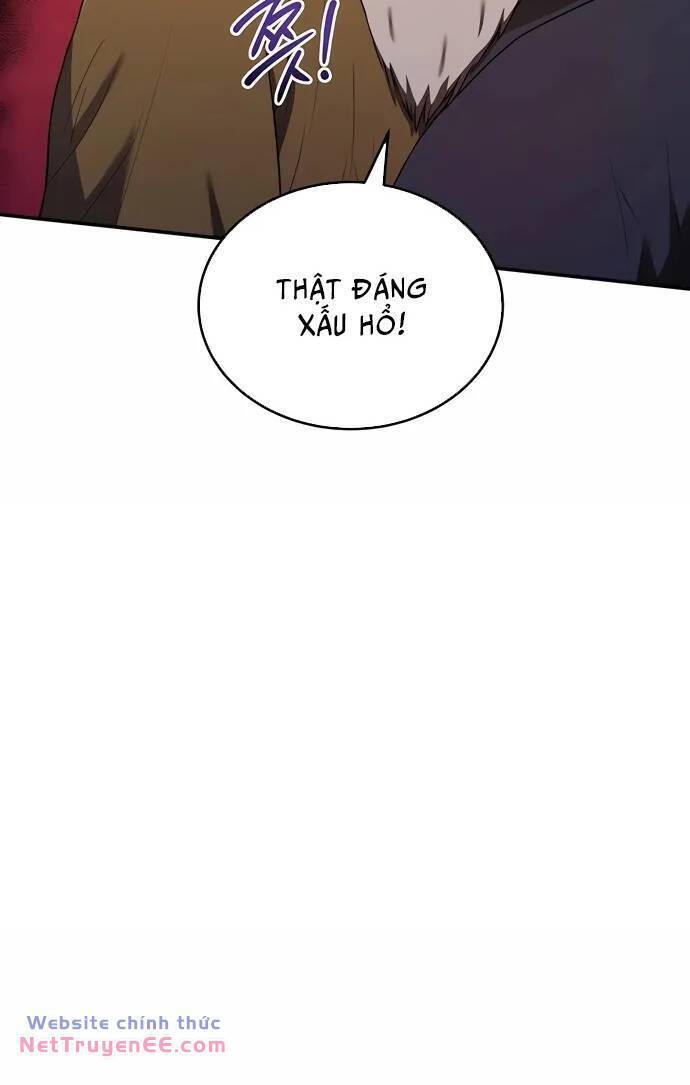 쯧!
THẬT ĐÁNG
XẤU HỔ!
Website chính thức
NetTruyenEE.com